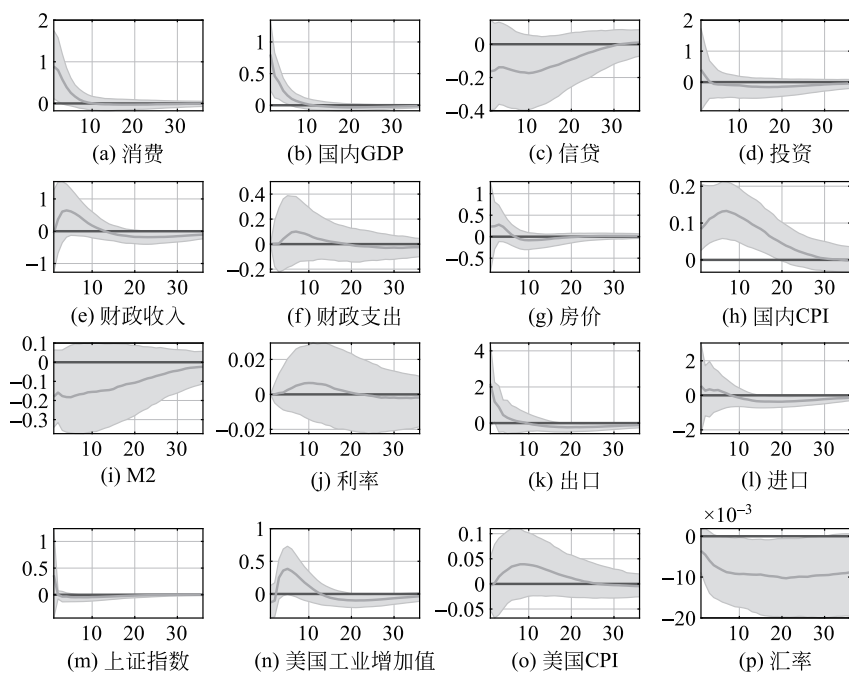 2
1
0
10 20 30
(a) 消费
1
0.5
0
10 20 30
(b) 国内GDP
0
−0.2
−0.4
10 20 30
(c) 信贷
2
1
0
10 20 30
(d) 投资
1
0
−1
10 20 30
(e) 财政收入
0.4
0.2
0
−0.2
10 20 30
(f) 财政支出
1
0.5
0
−0.5
10 20 30
(g) 房价
0.2
0.1
0
10 20 30
(h) 国内CPI
0.1
0
−0.1
−0.2
−0.3
10 20 30
(i) M2
0.02
0
−0.02
10 20 30
(j) 利率
4
2
0
10 20 30
(k) 出口
2
0
−2
10 20 30
(l) 进口
1
0.5
0
10 20 30
(m) 上证指数
1
0.5
0
10 20 30
(n) 美国工业增加值
0.1
0.05
0
−0.05
10 20 30
(o) 美国CPI
×10−3
0
−10
−20
10 20 30
(p) 汇率